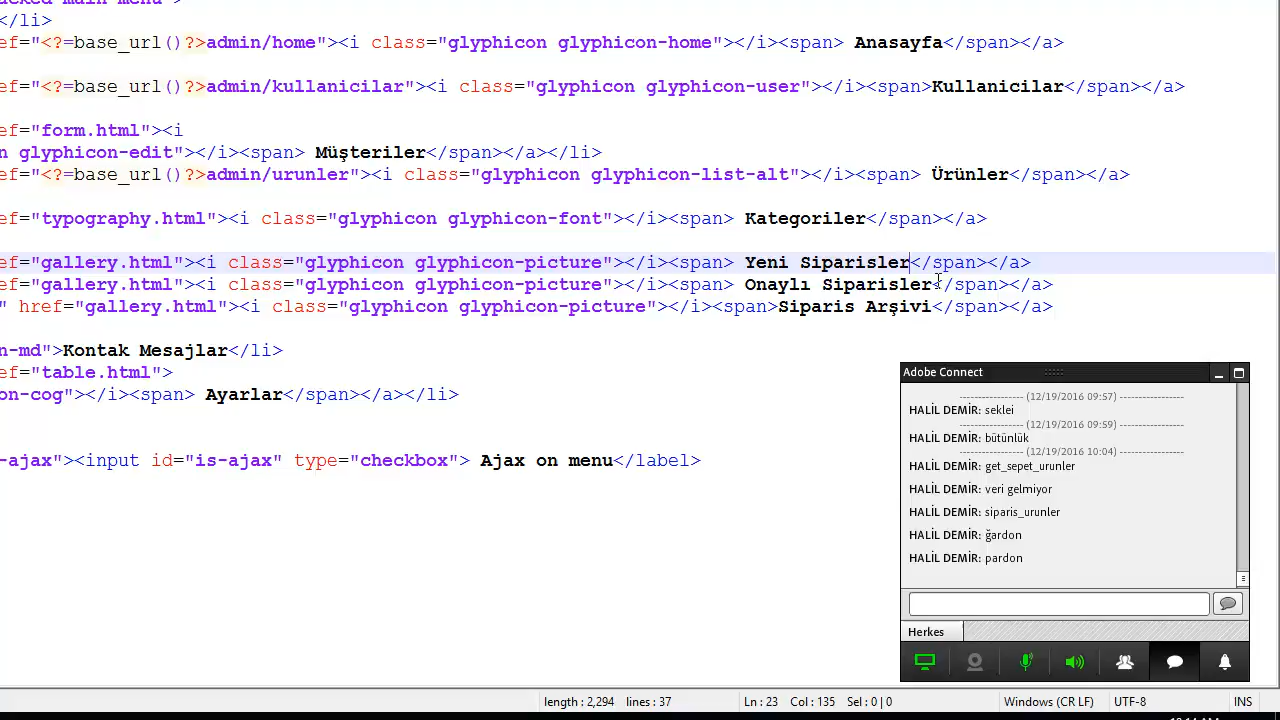 </li>
ef="<?=base_url()?>admin/home"><i class="glyphicon glyphicon-home"></i><span> Anasayfa</span></a>
ef="<?=base_url()?>admin/kullanicilar"><i class="glyphicon glyphicon-user"></i><span>Kullanicilar</span></a>
ef="form.html"><i
n glyphicon-edit"></i><span> Müşteriler</span></a></li>
ef="<?=base_url()?>admin/urunler"><i class="glyphicon glyphicon-list-alt"></i><span> Ürünler</span></a>
ef="typography.html"><i class="glyphicon glyphicon-font"></i><span> Kategoriler</span></a>
ef="gallery.html"><i class="glyphicon glyphicon-picture"></i><span> Yeni Siparisler</span></a>
ef="gallery.html"><i class="glyphicon glyphicon-picture"></i><span> Onaylı Siparisler</span></a>
" href="gallery.html"><i class="glyphicon glyphicon-picture"></i><span>Siparis Arşivi</span></a>
n-md">Kontak Mesajlar</li>
ef="table.html">
on-cog"></i><span> Ayarlar</span></a></li>
-ajax"><input id="is-ajax" type="checkbox"> Ajax on menu</label>
Adobe Connect
------------------ (12/19/2016 09:57) ------------------
HALİL DEMİR: seklei
------------------ (12/19/2016 09:59) ------------------
HALİL DEMİR: bütünlük
------------------ (12/19/2016 10:04) ------------------
HALİL DEMİR: get_sepet_urunler
HALİL DEMİR: veri gelmiyor
HALİL DEMİR: siparis_urunler
HALİL DEMİR: ğardon
HALİL DEMİR: pardon
Herkes
length : 2,294 lines : 37 Ln : 23 Col : 135 Sel : 0 | 0 Windows (CR LF) UTF-8 INS